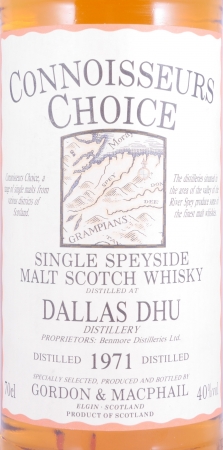 CONNOISSEURS
CHOICE
Moray
GRAMPIANS
Connoisseurs Choice, a
range of single malts from
various districts of
Scotland.
The distilleries situated in
the area of the valley of the
River Spey produce some of
the finest malt whiskies.
SINGLE SPEYSIDE
MALT SCOTCH WHISKY
DISTILLED AT
DALLAS DHU
DISTILLERY
PROPRIETORS: Benmore Distilleries Ltd.
DISTILLED 1971 DISTILLED
SPECIALLY SELECTED, PRODUCED AND BOTTLED BY
70cl GORDON & MACPHAIL 40%
ELGIN · SCOTLAND
PRODUCT OF SCOTLAND